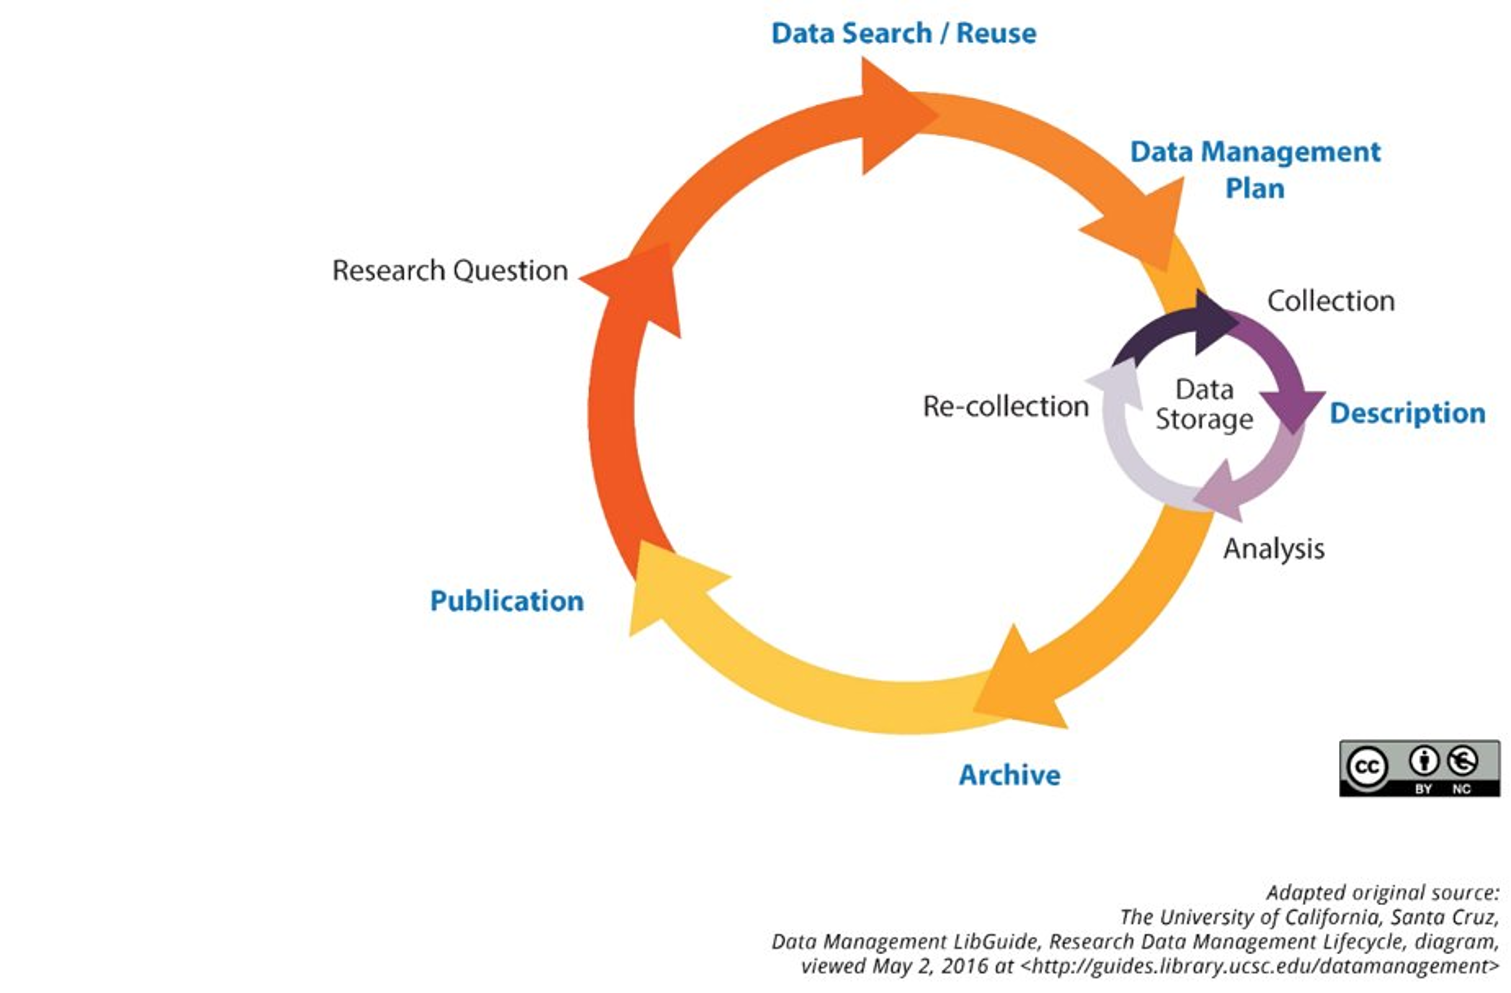 Data Search / Reuse
Data Management
Plan
Research Question
Collection
Data
Storage
Re-collection
Description
Analysis
Publication
Archive
cc
BY NC
Adapted original source:
The University of California, Santa Cruz,
Data Management LibGuide, Research Data Management Lifecycle, diagram,
viewed May 2, 2016 at <http://guides.library.ucsc.edu/datamanagement>